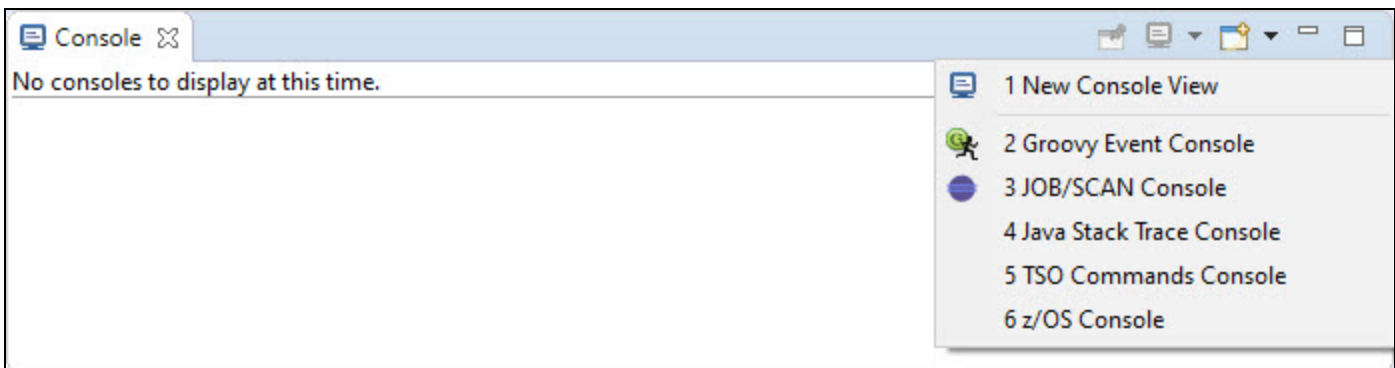 Console
No consoles to display at this time.
1 New Console View
2 Groovy Event Console
3 JOB/SCAN Console
4 Java Stack Trace Console
5 TSO Commands Console
6 z/OS Console